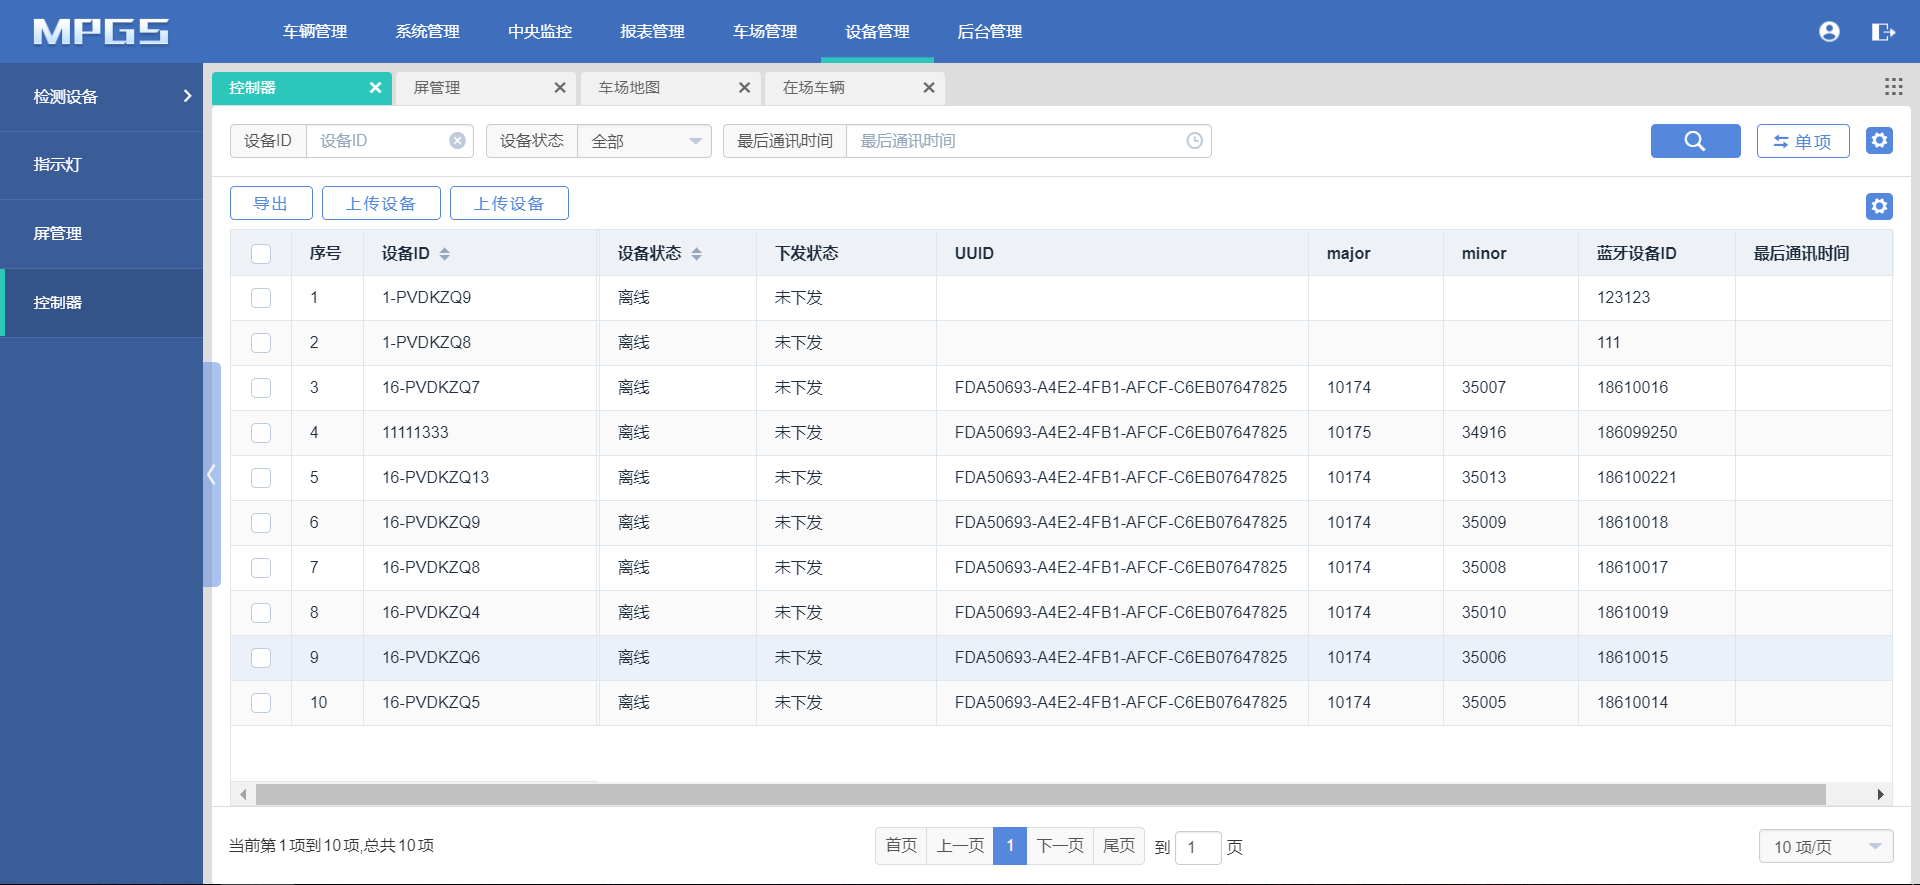 MPGS 车辆管理 系统管理 中央监控 报表管理 车场管理 设备管理 后台管理
检测设备
指示灯
屏管理
控制器
控制器 屏管理 车场地图 在场车辆
设备ID 设备ID 设备状态 全部 最后通讯时间 最后通讯时间 单项
导出 上传设备 上传设备
序号 设备ID 设备状态 下发状态 UUID major minor 蓝牙设备ID 最后通讯时间
1 1-PVDKZQ9 离线 未下发 123123
2 1-PVDKZQ8 离线 未下发 111
3 16-PVDKZQ7 离线 未下发 FDA50693-A4E2-4FB1-AFCF-C6EB07647825 10174 35007 18610016
4 11111333 离线 未下发 FDA50693-A4E2-4FB1-AFCF-C6EB07647825 10175 34916 186099250
5 16-PVDKZQ13 离线 未下发 FDA50693-A4E2-4FB1-AFCF-C6EB07647825 10174 35013 186100221
6 16-PVDKZQ9 离线 未下发 FDA50693-A4E2-4FB1-AFCF-C6EB07647825 10174 35009 18610018
7 16-PVDKZQ8 离线 未下发 FDA50693-A4E2-4FB1-AFCF-C6EB07647825 10174 35008 18610017
8 16-PVDKZQ4 离线 未下发 FDA50693-A4E2-4FB1-AFCF-C6EB07647825 10174 35010 18610019
9 16-PVDKZQ6 离线 未下发 FDA50693-A4E2-4FB1-AFCF-C6EB07647825 10174 35006 18610015
10 16-PVDKZQ5 离线 未下发 FDA50693-A4E2-4FB1-AFCF-C6EB07647825 10174 35005 18610014
当前第1项到10项,总共10项 首页 上一页 1 下一页 尾页 到 1 页 10 项/页